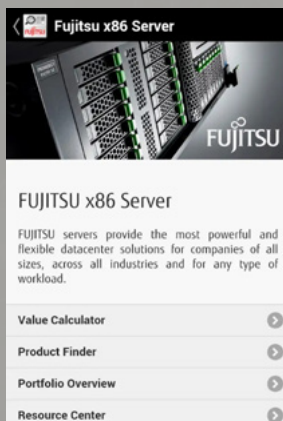 Fujitsu x86 Server
FUJITSU
FUJITSU x86 Server
FUJITSU servers provide the most powerful and
flexible datacenter solutions for companies of all
sizes, across all industries and for any type of
workload.
Value Calculator
Product Finder
Portfolio Overview
Resource Center